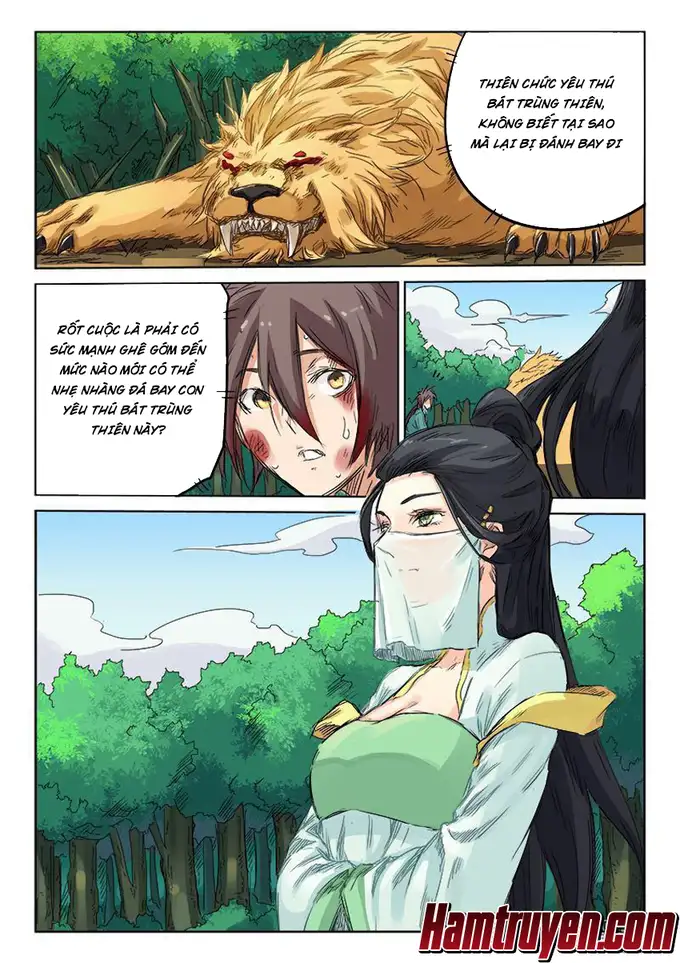 THIÊN CHỨC YÊU THÚ
BÁT TRÙNG THIÊN,
KHÔNG BIẾT TẠI SAO
MÀ LẠI BỊ ĐÁNH BAY ĐI
RỐT CUỘC LÀ PHẢI CÓ
SỨC MẠNH GHÊ GỚM ĐẾN
MỨC NÀO MỚI CÓ THỂ
NHẸ NHÀNG ĐÁ BAY CON
YÊU THÚ BÁT TRÙNG
THIÊN NÀY?
Hamtruyen.com